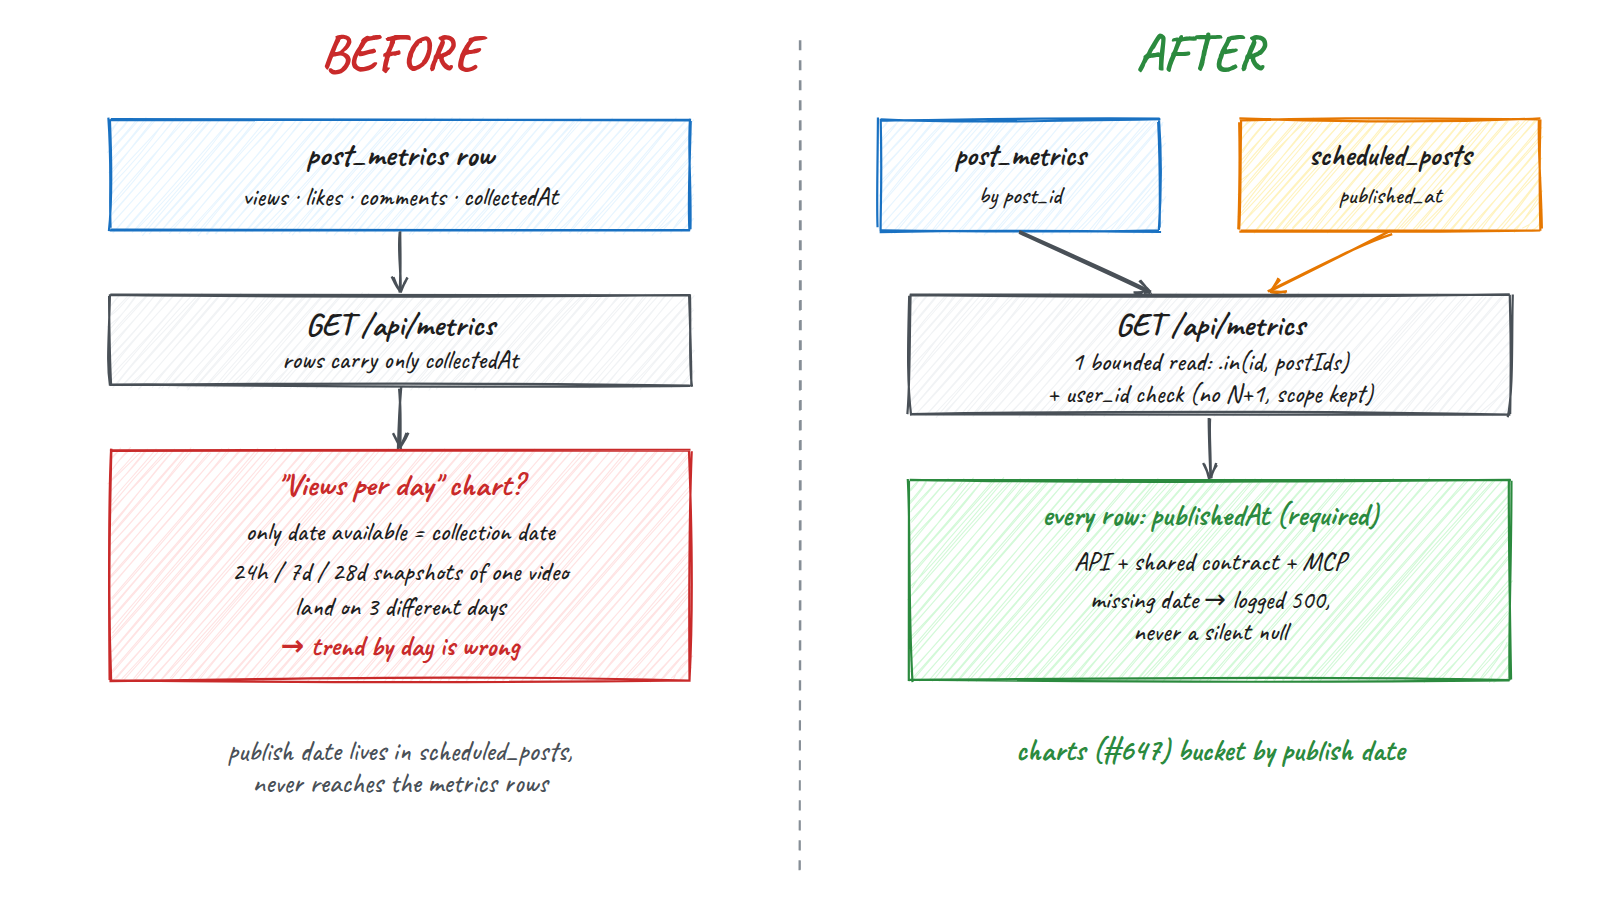 BEFORE
post_metrics row
views · likes · comments · collectedAt
GET /api/metrics
rows carry only collectedAt
"Views per day" chart?
only date available = collection date
24h / 7d / 28d snapshots of one video
land on 3 different days
→ trend by day is wrong
publish date lives in scheduled_posts,
never reaches the metrics rows
AFTER
post_metrics
by post_id
scheduled_posts
published_at
GET /api/metrics
1 bounded read: .in(id, postIds)
+ user_id check (no N+1, scope kept)
every row: publishedAt (required)
API + shared contract + MCP
missing date → logged 500,
never a silent null
charts (#647) bucket by publish date